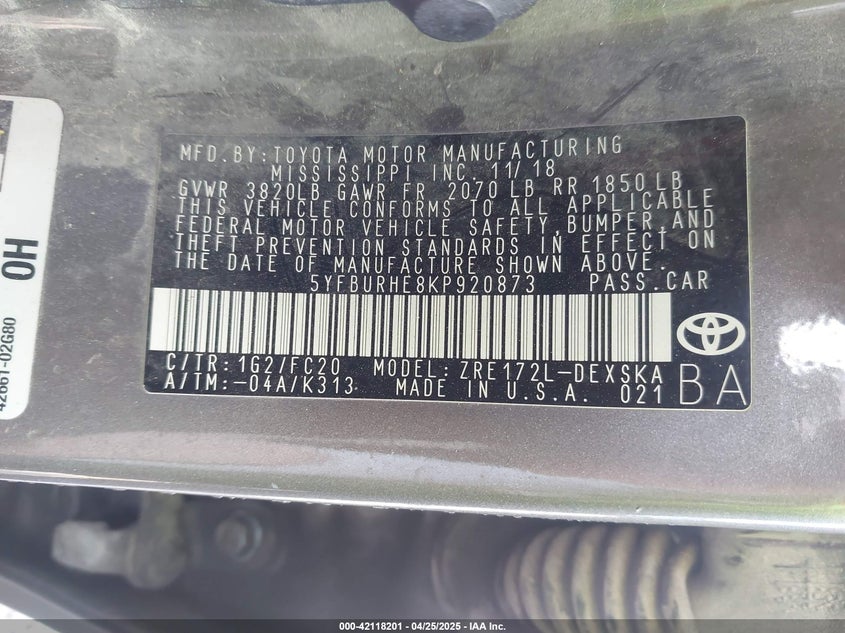 MFD.BY:TOYOTA MOTOR MANUFACTURING
MISSISSIPPI INC. 11/18
GVWR 3820LB GAWR FR 2070 LB RR 1850 LB
THIS VEHICLE CONFORMS TO ALL APPLICABLE
FEDERAL MOTOR VEHICLE SAFETY,BUMPER,AND
THEFT PREVENTION STANDARDS IN EFFECT ON
THE DATE OF MANUFACTURE SHOWN ABOVE.
5YFBURHE8KP920873 PASS.CAR
C/TR:1G2/FC20 MODEL:ZRE172L-DEXSKA
A/TM:-04A/K313 MADE IN U.S.A. 021
BA
OH
42661-02G80
000-42118201 - 04/25/2025 - IAA Inc.